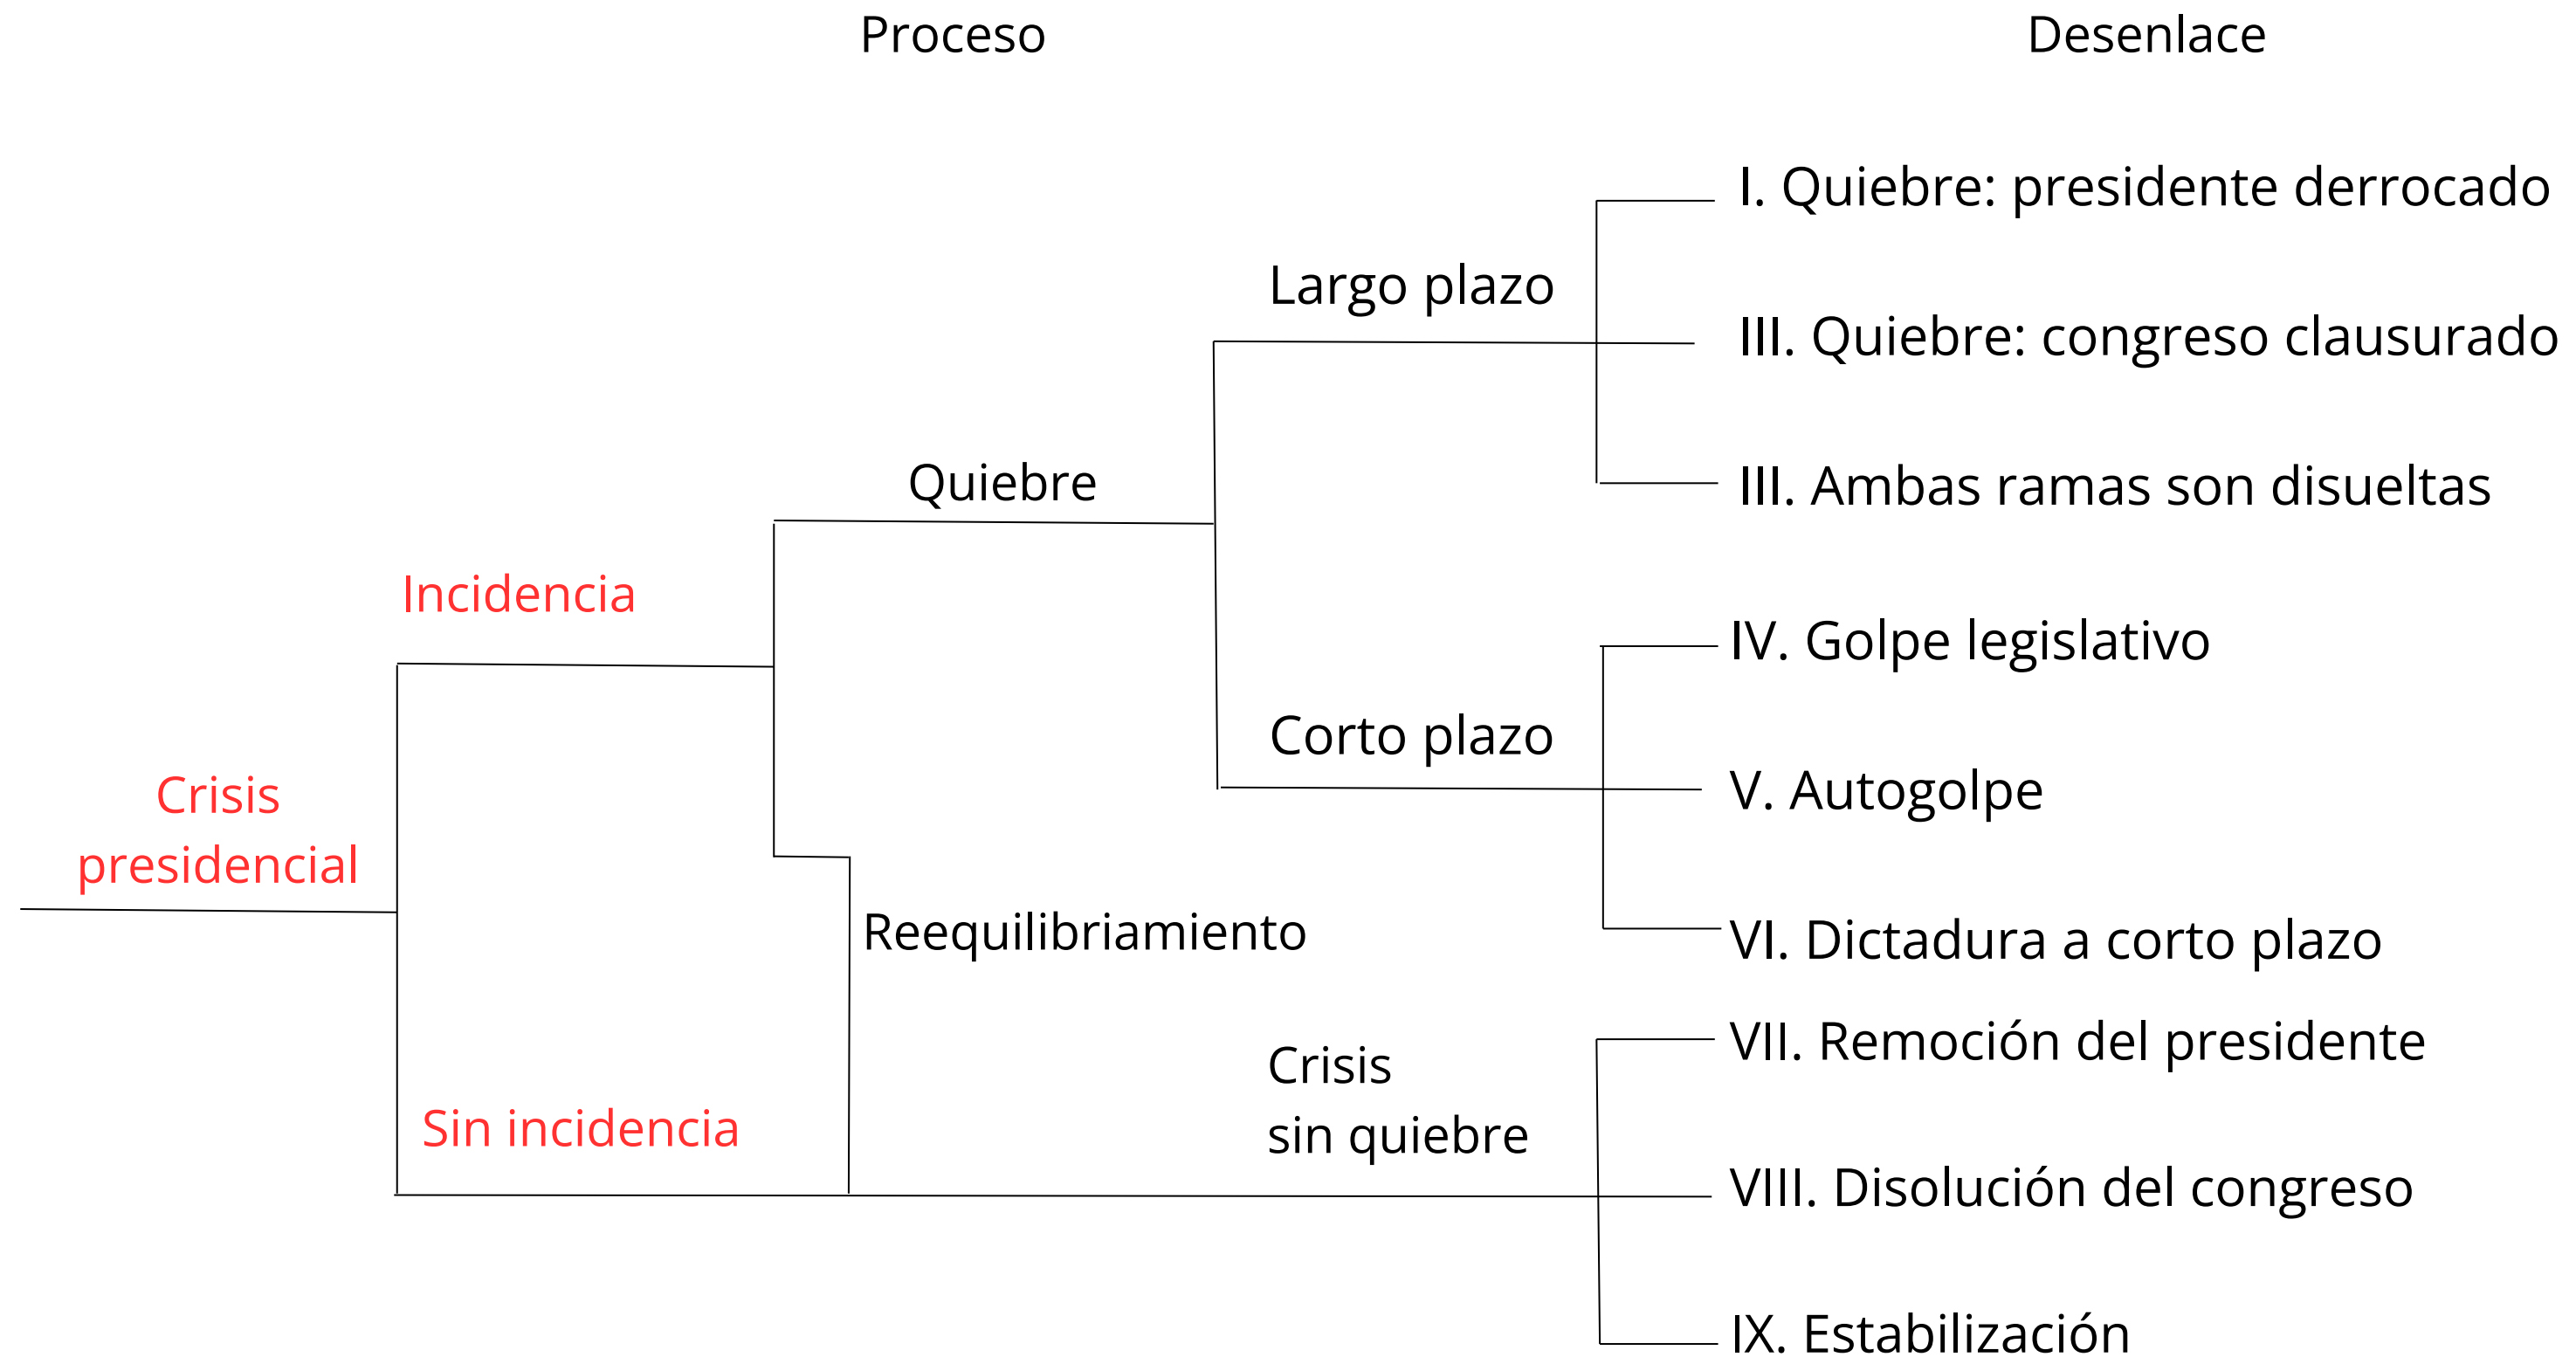 Proceso
Desenlace
I. Quiebre: presidente derrocado
Largo plazo
III. Quiebre: congreso clausurado
Quiebre
III. Ambas ramas son disueltas
Incidencia
IV. Golpe legislativo
Corto plazo
V. Autogolpe
Crisis
presidencial
Reequilibriamiento
VI. Dictadura a corto plazo
Crisis
sin quiebre
VII. Remoción del presidente
Sin incidencia
VIII. Disolución del congreso
IX. Estabilización